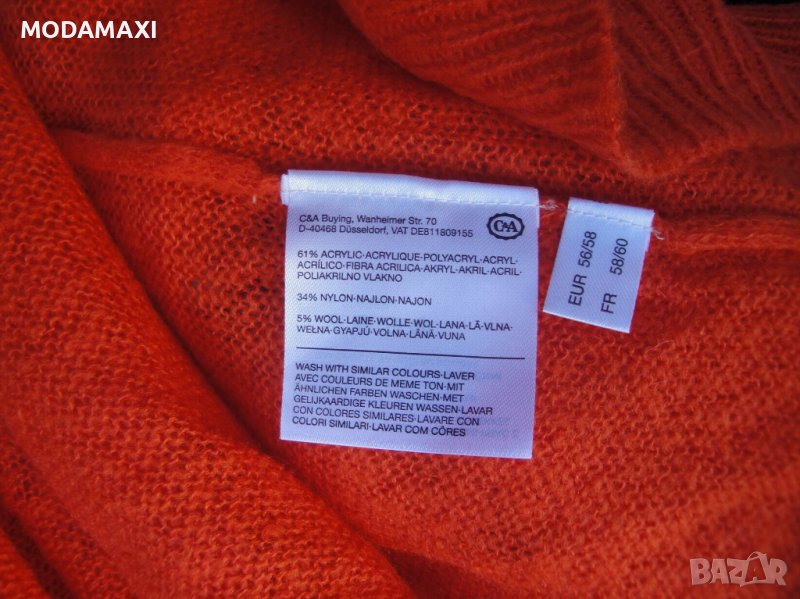 MODAMAXI
C&A Buying, Wanheimer Str. 70
D-40468 Düsseldorf, VAT DE811809155
C&A
61% ACRYLIC·ACRYLIQUE·POLYACRYL·ACRYL·
ACRÍLICO·FIBRA ACRILICA·AKRYL·AKRIL·ACRIL·
POLIAKRILNO VLAKNO
34% NYLON·NAJLON·NAJON
5% WOOL·LAINE·WOLLE·WOL·LANA·LÃ·VLNA·
WEŁNA·GYAPJÚ·VOLNA·LÂNÂ·VUNA
WASH WITH SIMILAR COLOURS·LAVER
AVEC COULEURS DE MEME TON·MIT
ÄHNLICHEN FARBEN WASCHEN·MET
GELIJKAARDIGE KLEUREN WASSEN·LAVAR
CON COLORES SIMILARES·LAVARE CON
COLORI SIMILARI·LAVAR COM CÔRES
EUR 56/58
FR 58/60
BAZAR